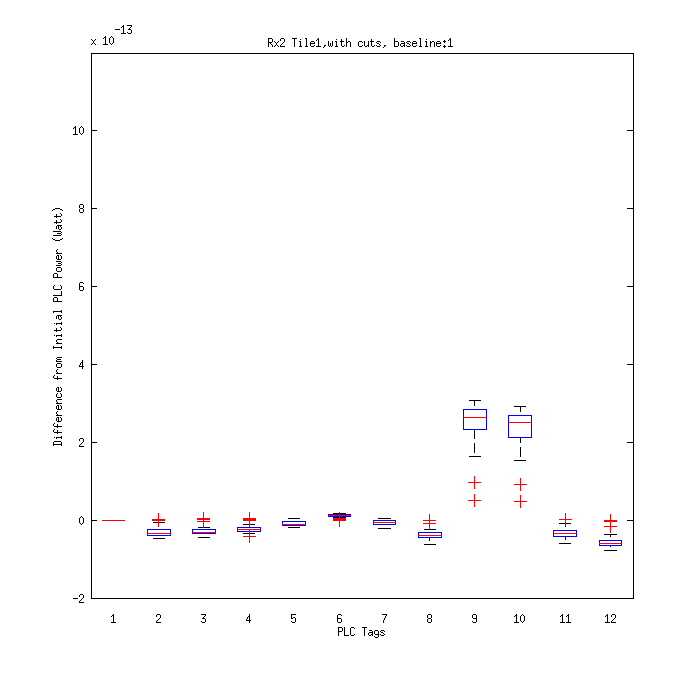 x 10 -13
Rx2 Tile1,with cuts, baseline:1
Difference from Initial PLC Power (Watt)
10
8
6
4
2
0
-2
1 2 3 4 5 6 7 8 9 10 11 12
PLC Tags